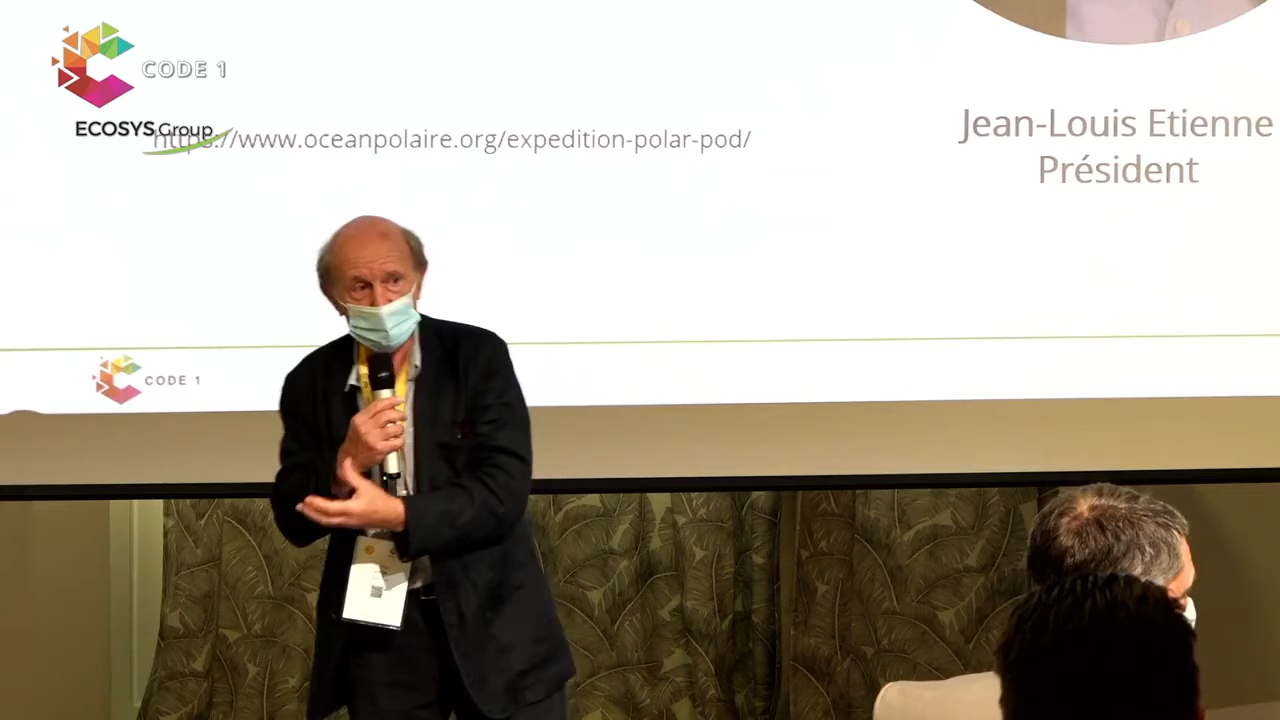 CODE 1
ECOSYS Group
https://www.oceanpolaire.org/expedition-polar-pod/
Jean-Louis Etienne
Président
CODE 1